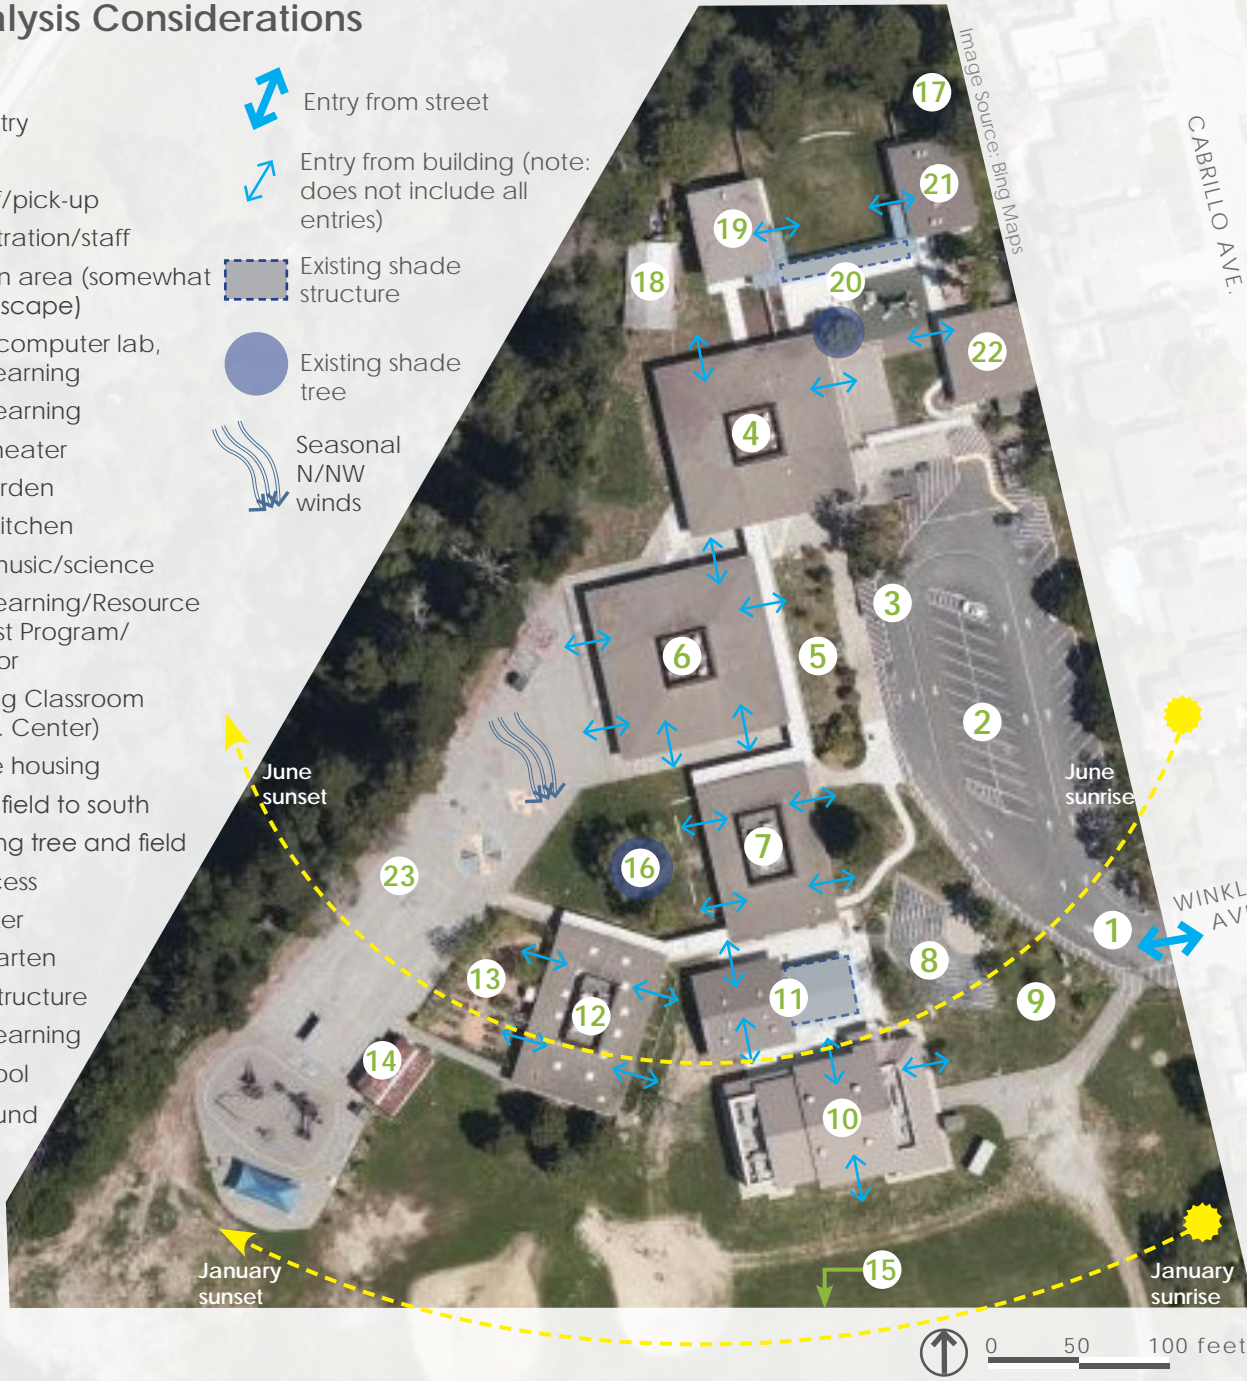 alysis Considerations
try
f/pick-up
tration/staff
n area (somewhat
scape)
computer lab,
earning
earning
heater
rden
itchen
music/science
earning/Resource
st Program/
or
ng Classroom
. Center)
e housing
field to south
ng tree and field
cess
er
arten
tructure
earning
ool
und
Entry from street
Entry from building (note:
does not include all
entries)
Existing shade
structure
Existing shade
tree
Seasonal
N/NW
winds
Image Source: Bing Maps
CABRILLO AVE.
17
21
19
18
20
22
4
3
6
5
2
June
sunset
June
sunrise
7
16
23
WINKL
AV
1
8
13
9
11
12
14
10
15
January
sunset
January
sunrise
0 50 100 feet